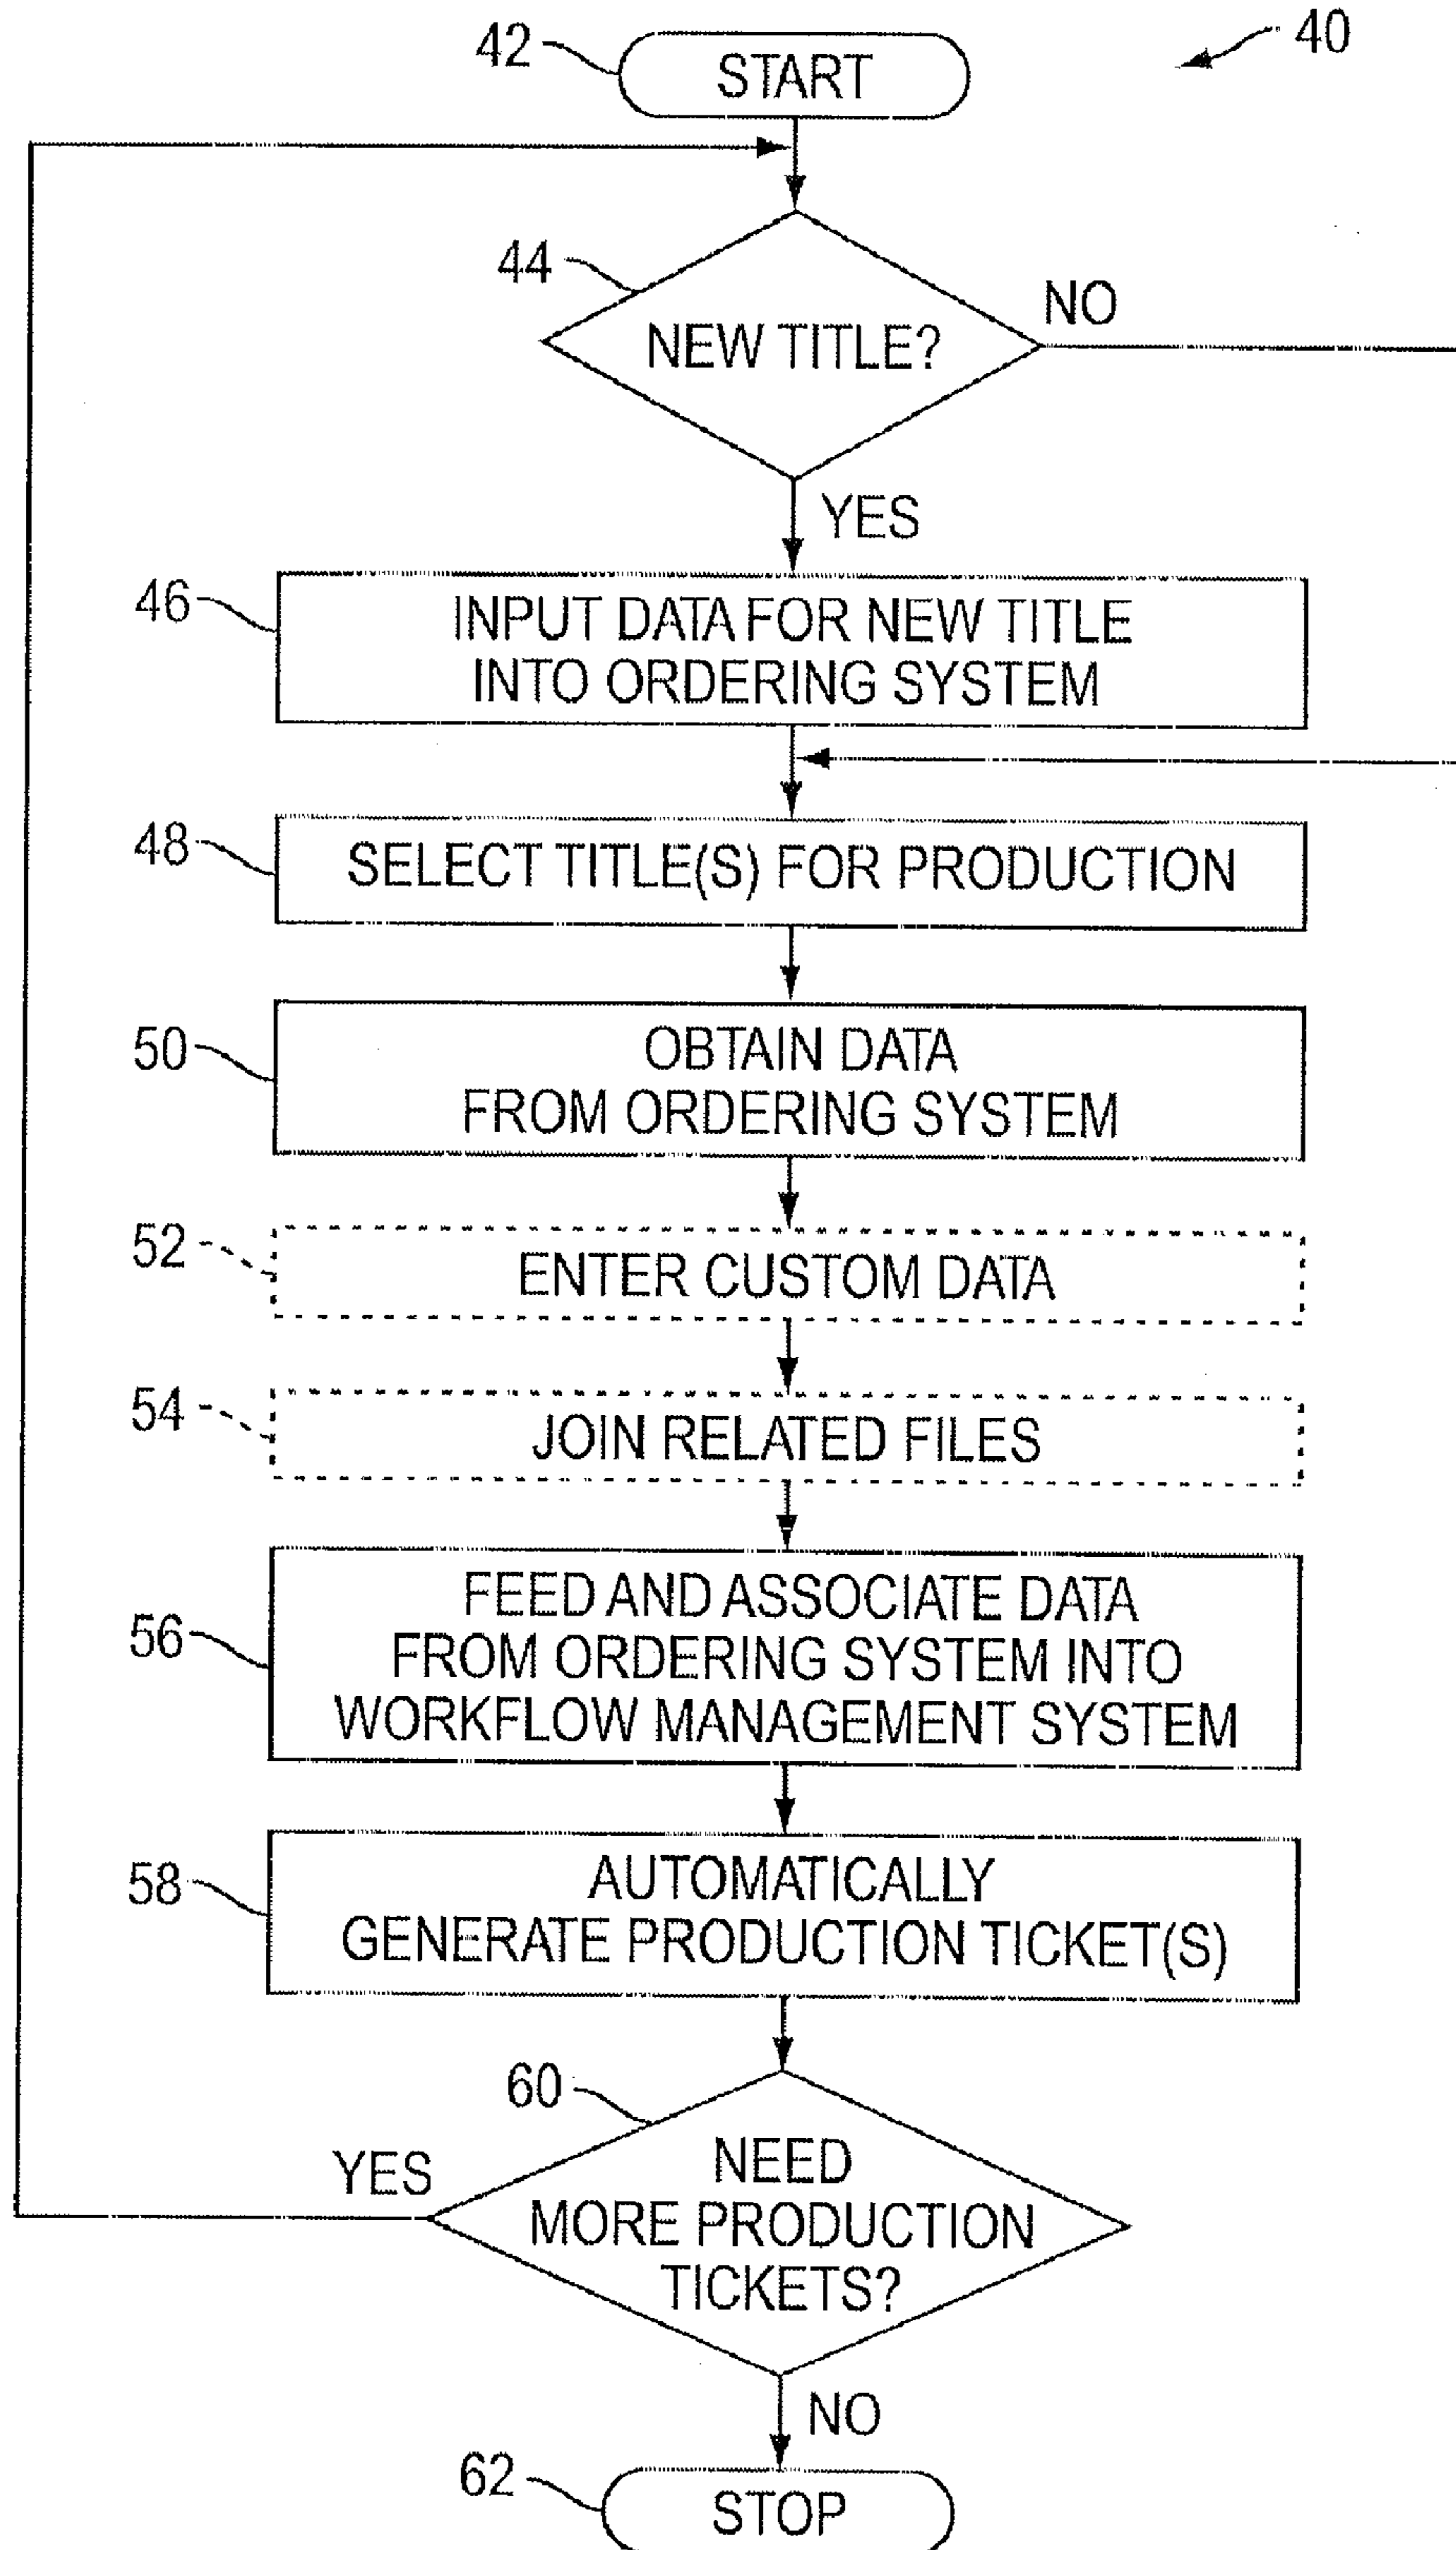 42
START
40
44
NEW TITLE?
NO
YES
46
INPUT DATA FOR NEW TITLE
INTO ORDERING SYSTEM
48
SELECT TITLE(S) FOR PRODUCTION
50
OBTAIN DATA
FROM ORDERING SYSTEM
52
ENTER CUSTOM DATA
54
JOIN RELATED FILES
56
FEED AND ASSOCIATE DATA
FROM ORDERING SYSTEM INTO
WORKFLOW MANAGEMENT SYSTEM
58
AUTOMATICALLY
GENERATE PRODUCTION TICKET(S)
60
YES
NEED
MORE PRODUCTION
TICKETS?
NO
62
STOP